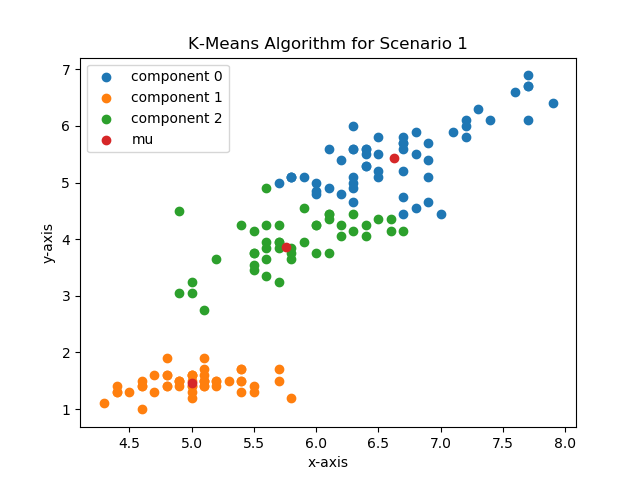 K-Means Algorithm for Scenario 1
component 0
component 1
component 2
mu
y-axis
7
6
5
4
3
2
1
4.5 5.0 5.5 6.0 6.5 7.0 7.5 8.0
x-axis